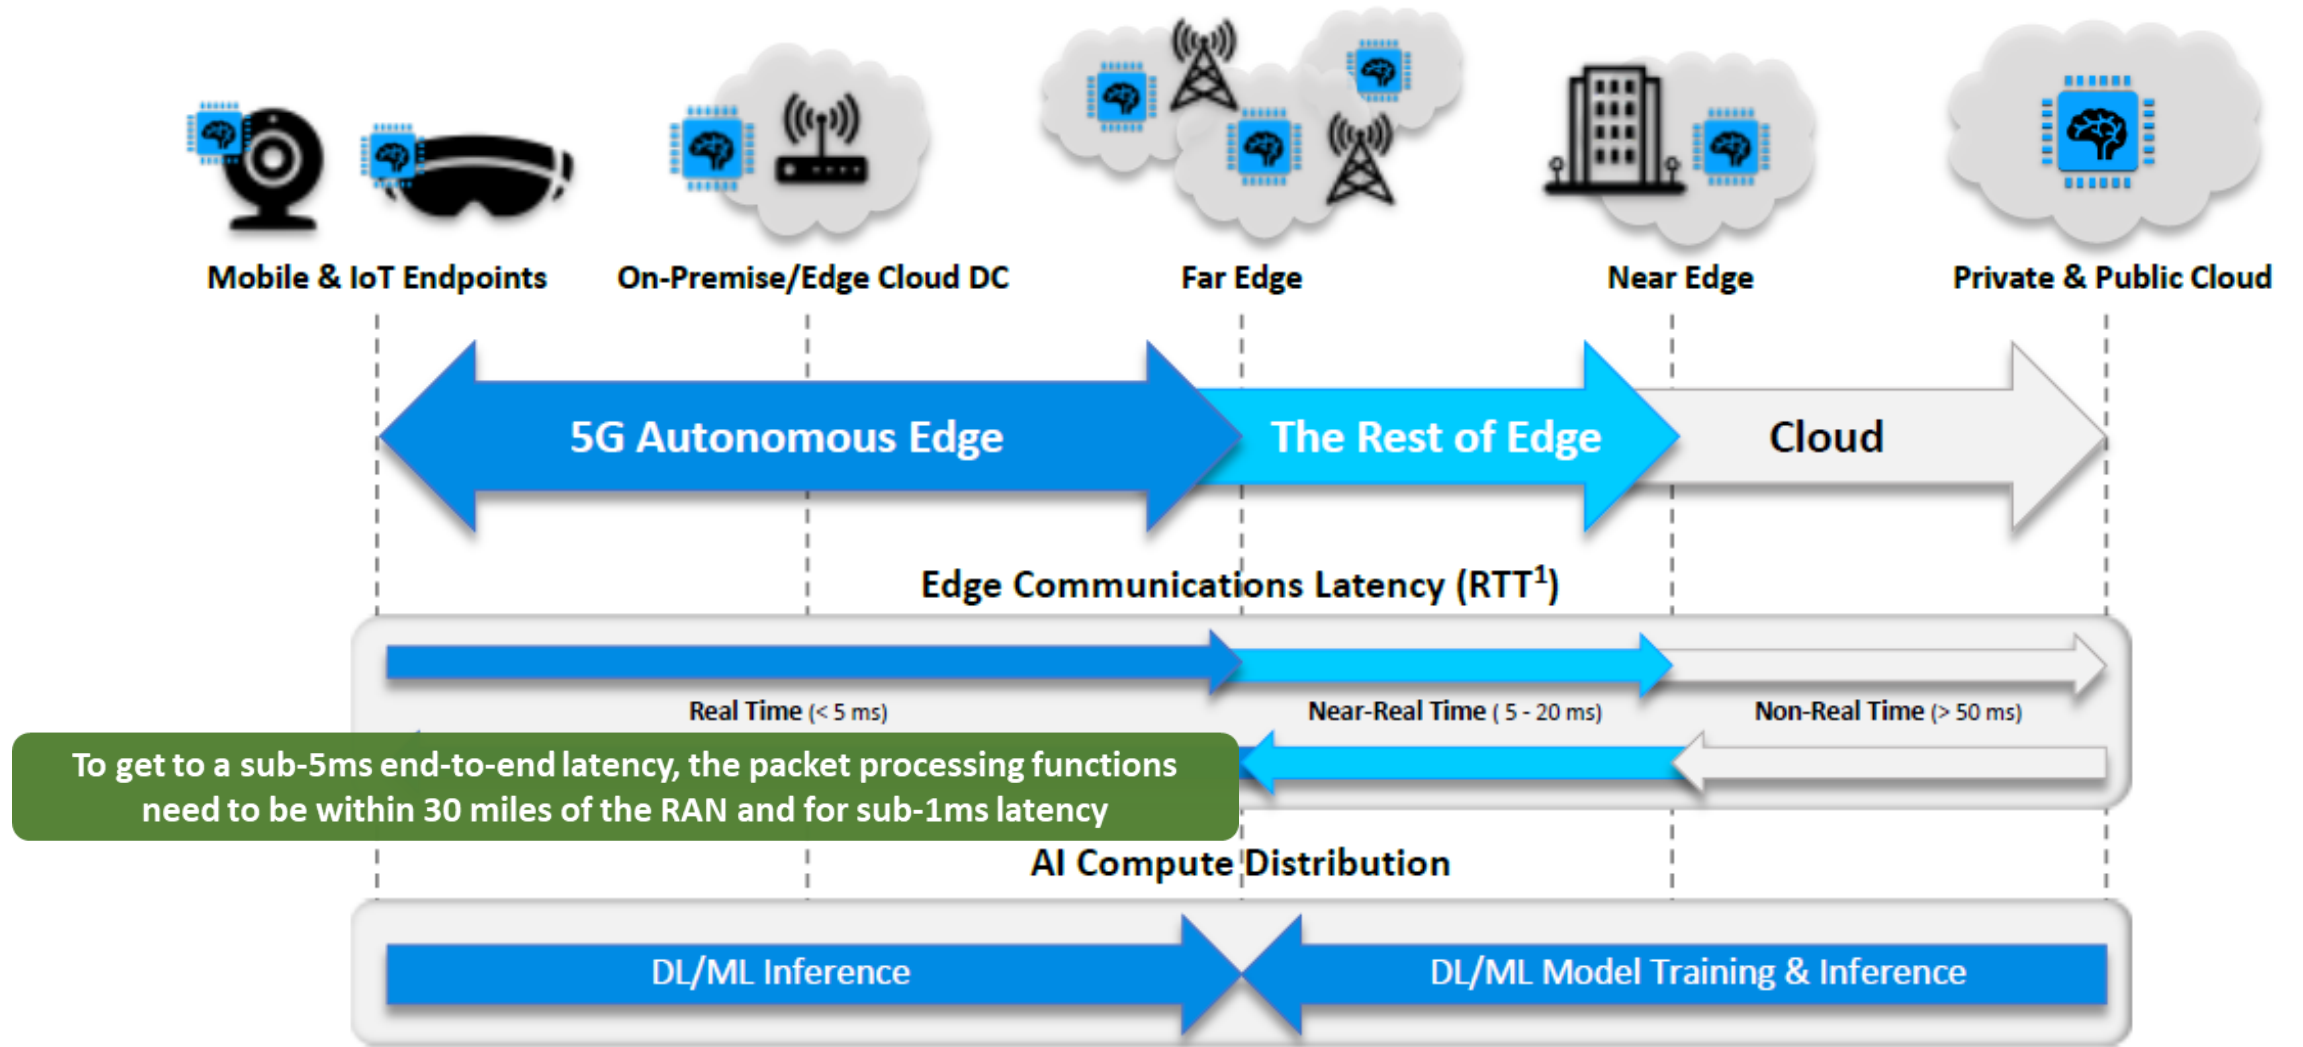 Mobile & IoT Endpoints
On-Premise/Edge Cloud DC
Far Edge
Near Edge
Private & Public Cloud
5G Autonomous Edge
The Rest of Edge
Cloud
Edge Communications Latency (RTT¹)
Real Time (< 5 ms)
Near-Real Time ( 5 - 20 ms)
Non-Real Time (> 50 ms)
To get to a sub-5ms end-to-end latency, the packet processing functions
need to be within 30 miles of the RAN and for sub-1ms latency
AI Compute Distribution
DL/ML Inference
DL/ML Model Training & Inference